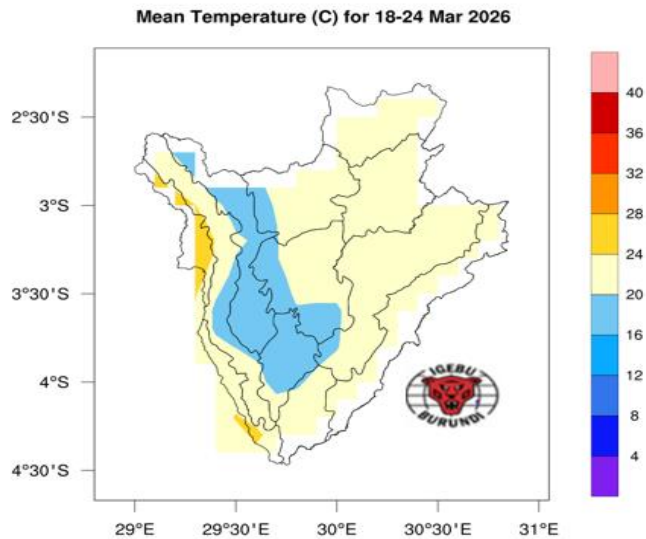 Mean Temperature (C) for 18-24 Mar 2026
2°30'S
3°S
3°30'S
4°S
4°30'S
29°E
29°30'E
30°E
30°30'E
31°E
40
36
32
28
24
20
16
12
8
4
IGEBU
BURUNDI